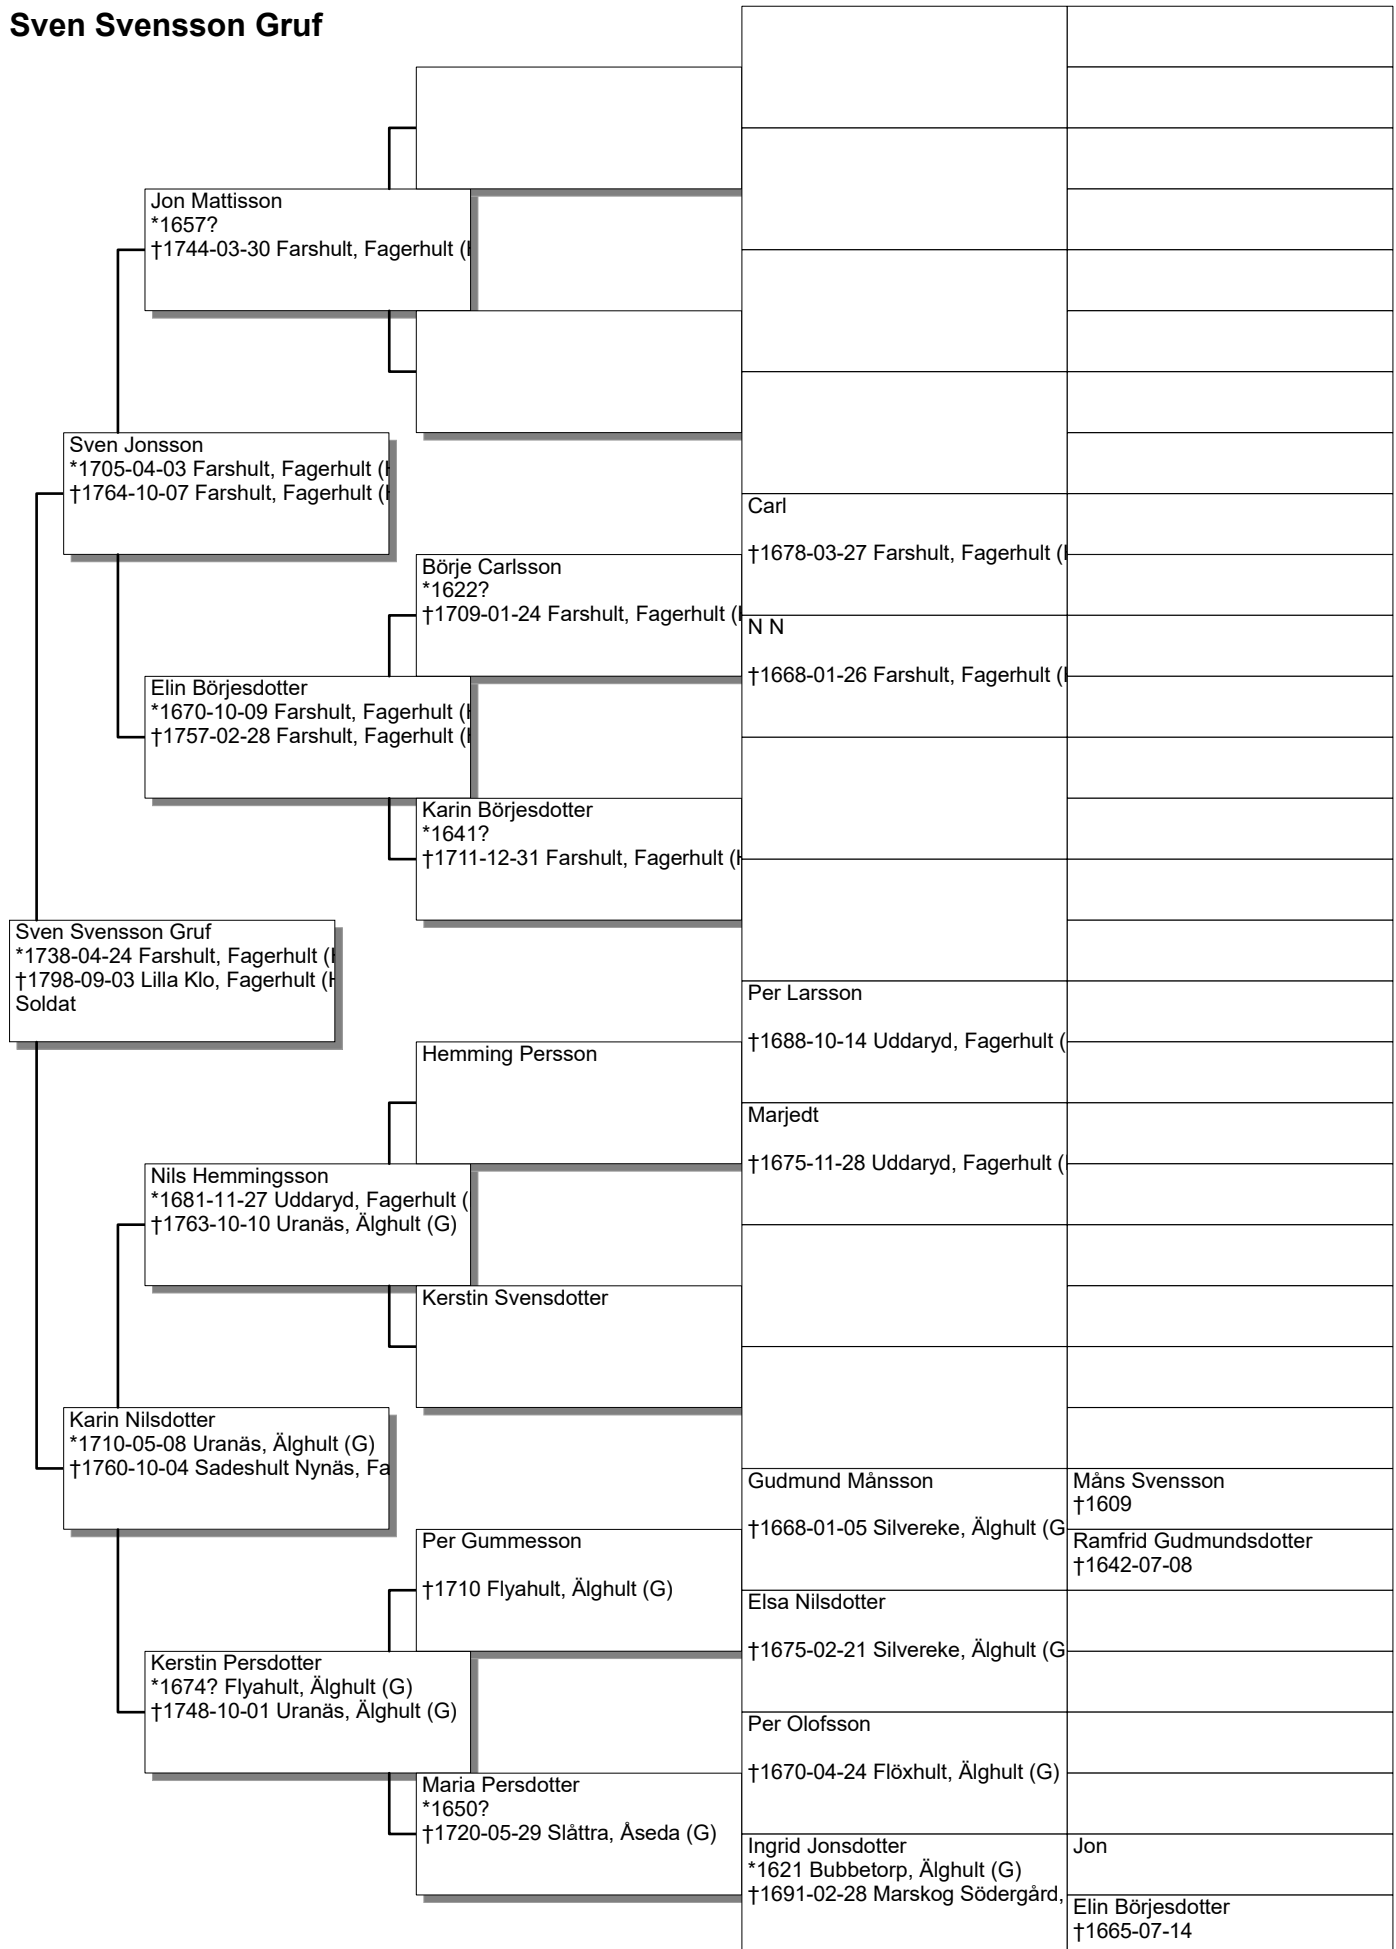 Sven Svensson Gruf
Jon Mattisson
*1657?
†1744-03-30 Farshult, Fagerhult (
Sven Jonsson
*1705-04-03 Farshult, Fagerhult (
†1764-10-07 Farshult, Fagerhult (
Carl
†1678-03-27 Farshult, Fagerhult (
Börje Carlsson
*1622?
†1709-01-24 Farshult, Fagerhult (
N N
†1668-01-26 Farshult, Fagerhult (
Elin Börjesdotter
*1670-10-09 Farshult, Fagerhult (
†1757-02-28 Farshult, Fagerhult (
Karin Börjesdotter
*1641?
†1711-12-31 Farshult, Fagerhult (
Sven Svensson Gruf
*1738-04-24 Farshult, Fagerhult (
†1798-09-03 Lilla Klo, Fagerhult (
Soldat
Per Larsson
†1688-10-14 Uddaryd, Fagerhult (
Hemming Persson
Marjedt
†1675-11-28 Uddaryd, Fagerhult (
Nils Hemmingsson
*1681-11-27 Uddaryd, Fagerhult (
†1763-10-10 Uranäs, Älghult (G)
Kerstin Svensdotter
Karin Nilsdotter
*1710-05-08 Uranäs, Älghult (G)
†1760-10-04 Sadeshult Nynäs, Fa
Gudmund Månsson
†1668-01-05 Silvereke, Älghult (G
Måns Svensson
†1609
Ramfrid Gudmundsdotter
†1642-07-08
Per Gummesson
†1710 Flyahult, Älghult (G)
Elsa Nilsdotter
†1675-02-21 Silvereke, Älghult (G
Kerstin Persdotter
*1674? Flyahult, Älghult (G)
†1748-10-01 Uranäs, Älghult (G)
Per Olofsson
†1670-04-24 Flöxhult, Älghult (G)
Maria Persdotter
*1650?
†1720-05-29 Slåttra, Åseda (G)
Ingrid Jonsdotter
*1621 Bubbetorp, Älghult (G)
†1691-02-28 Marskog Södergård,
Jon
Elin Börjesdotter
†1665-07-14